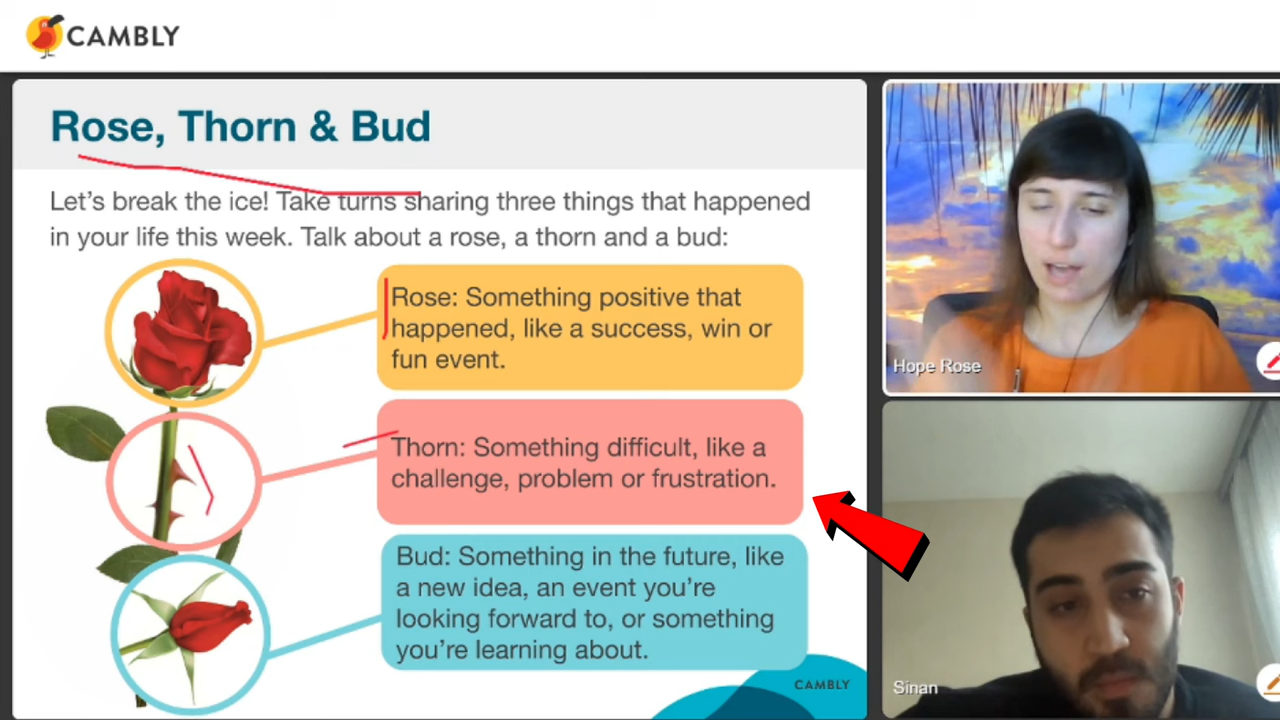 CAMBLY
Rose, Thorn & Bud
Let's break the ice! Take turns sharing three things that happened
in your life this week. Talk about a rose, a thorn and a bud:
Rose: Something positive that
happened, like a success, win or
fun event.
Thorn: Something difficult, like a
challenge, problem or frustration.
Bud: Something in the future, like
a new idea, an event you're
looking forward to, or something
you're learning about.
CAMBLY
Hope Rose
Sinan